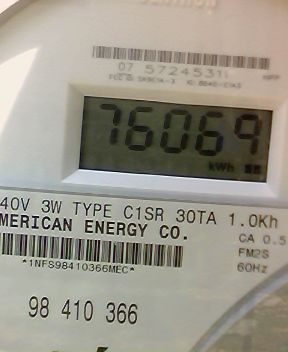 07 57245311
76069
kWh
40V 3W TYPE C1SR 30TA 1.0Kh
MERICAN ENERGY CO.
CA 0.5
FM2S
*1NFS98410366MEC*
60Hz
98 410 366